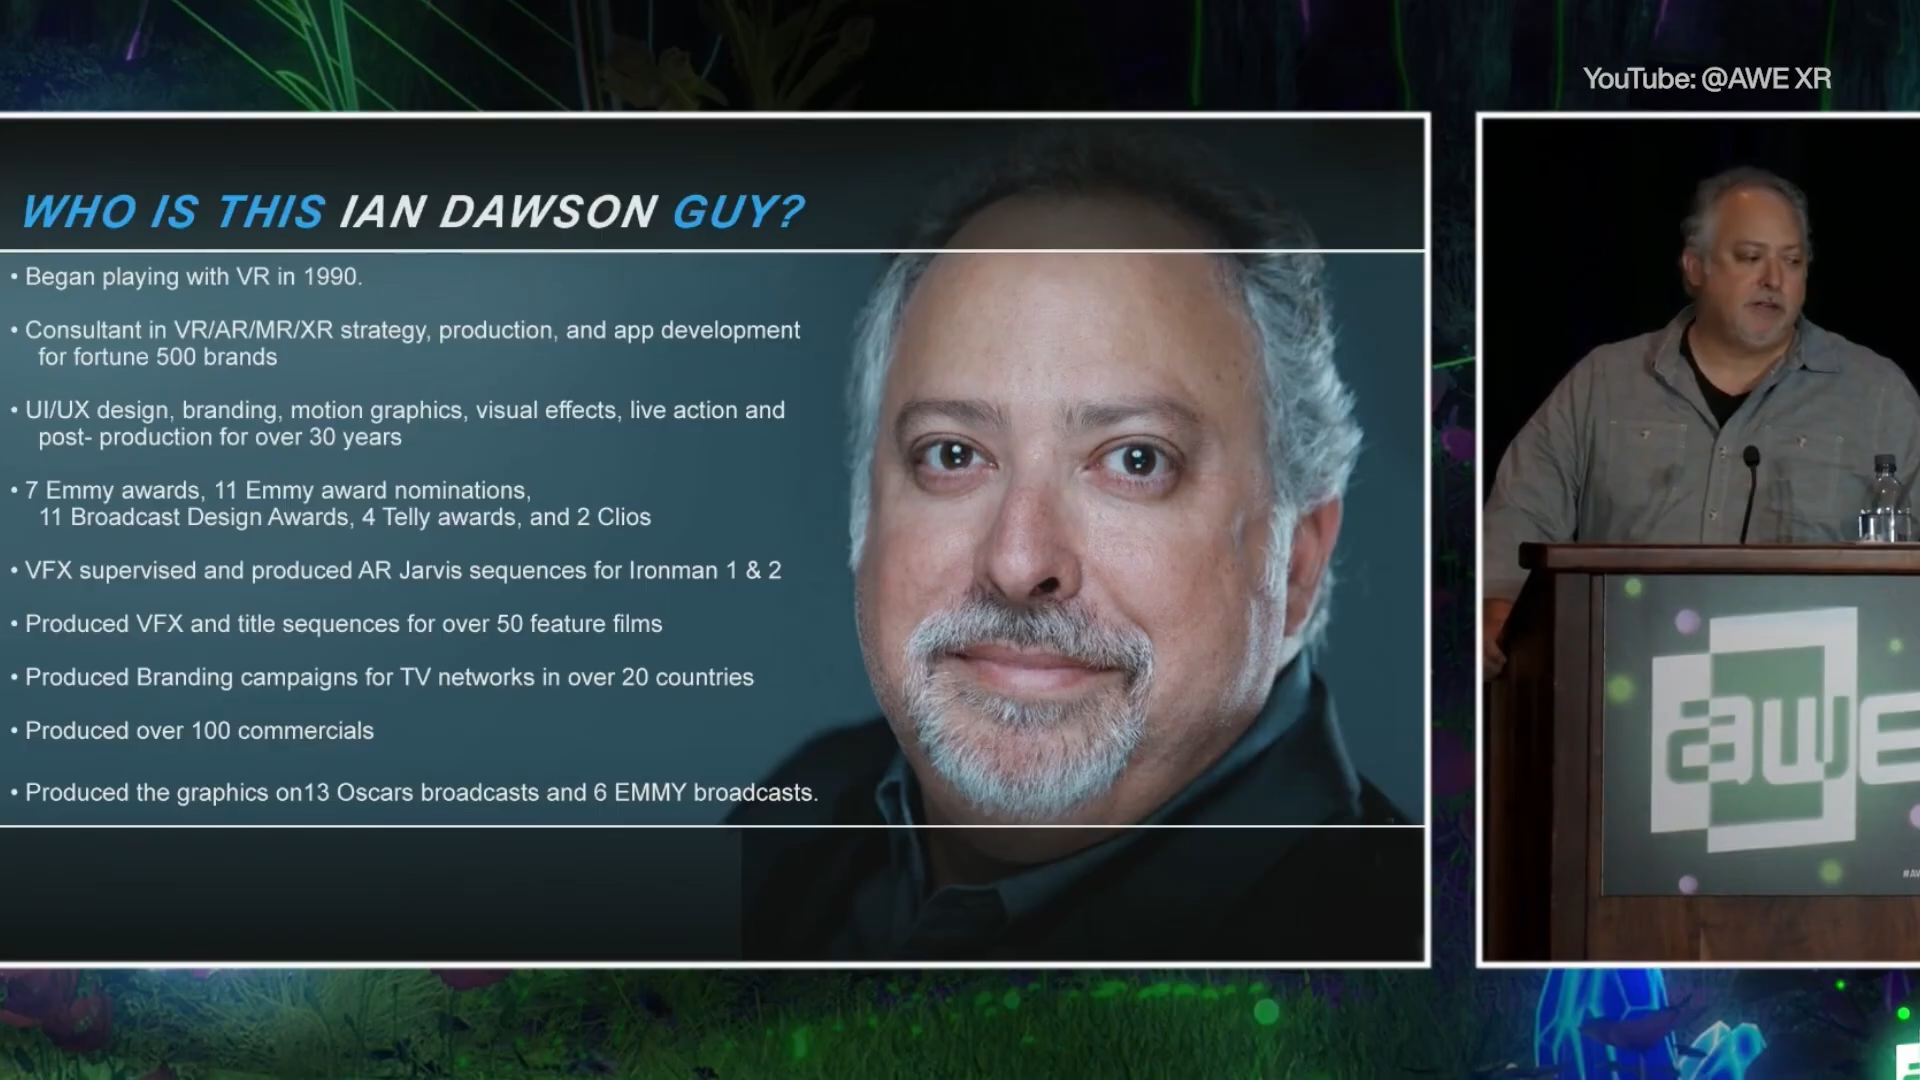 YouTube: @AWE XR
WHO IS THIS IAN DAWSON GUY?
• Began playing with VR in 1990.
• Consultant in VR/AR/MR/XR strategy, production, and app development
for fortune 500 brands
• UI/UX design, branding, motion graphics, visual effects, live action and
post- production for over 30 years
• 7 Emmy awards, 11 Emmy award nominations,
11 Broadcast Design Awards, 4 Telly awards, and 2 Clios
• VFX supervised and produced AR Jarvis sequences for Ironman 1 & 2
• Produced VFX and title sequences for over 50 feature films
• Produced Branding campaigns for TV networks in over 20 countries
• Produced over 100 commercials
• Produced the graphics on13 Oscars broadcasts and 6 EMMY broadcasts.
awe